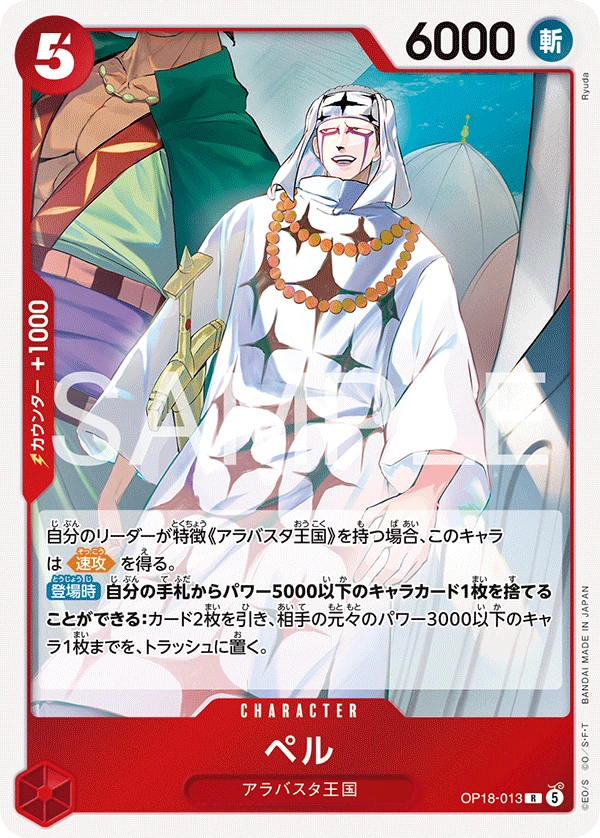 5
6000
斬
Ryuda
カウンター +1000
SAMPLE
自分のリーダーが特徴《アラバスタ王国》を持つ場合、このキャラ
は 速攻 を得る。
登場時 自分の手札からパワー5000以下のキャラカード1枚を捨てる
ことができる：カード2枚を引き、相手の元々のパワー3000以下のキャ
ラ1枚までを、トラッシュに置く。
CHARACTER
ペル
アラバスタ王国
OP18-013 R 5
©EO/S ©O/S・F・T BANDAI MADE IN JAPAN